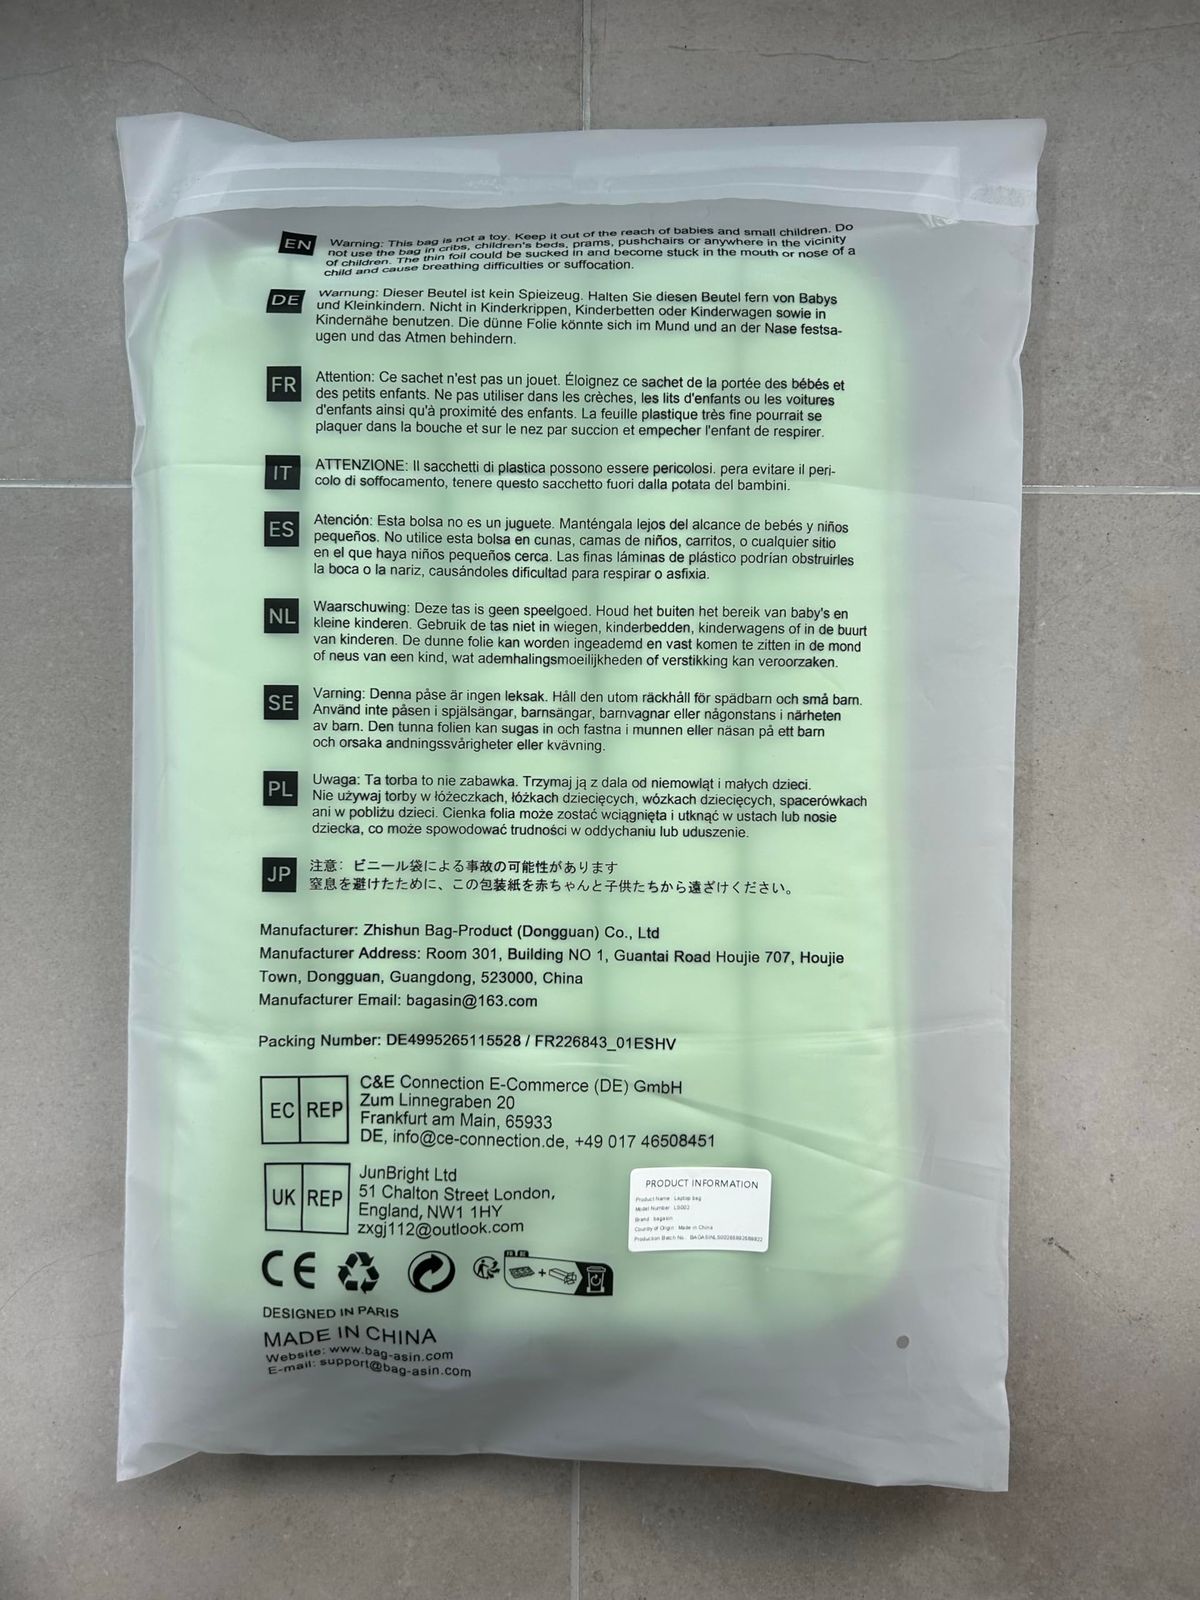 EN
Warning: This bag is not a toy. Keep it out of the reach of babies and small children. Do
not use the bag in cribs, children's beds, prams, pushchairs or anywhere in the vicinity
of children. The thin foil could be sucked in and become stuck in the mouth or nose of a
child and cause breathing difficulties or suffocation.
DE
Warnung: Dieser Beutel ist kein Spieizeug. Halten Sie diesen Beutel fern von Babys
und Kleinkindern. Nicht in Kinderkrippen, Kinderbetten oder Kinderwagen sowie in
Kindernähe benutzen. Die dünne Folie könnte sich im Mund und an der Nase festsa-
ugen und das Atmen behindern.
FR
Attention: Ce sachet n'est pas un jouet. Éloignez ce sachet de la portée des bébés et
des petits enfants. Ne pas utiliser dans les crèches, les lits d'enfants ou les voitures
d'enfants ainsi qu'à proximité des enfants. La feuille plastique très fine pourrait se
plaquer dans la bouche et sur le nez par succion et empecher l'enfant de respirer.
IT
ATTENZIONE: Il sacchetti di plastica possono essere pericolosi. pera evitare il peri-
colo di soffocamento, tenere questo sacchetto fuori dalla potata del bambini.
ES
Atención: Esta bolsa no es un juguete. Manténgala lejos del alcance de bebés y niños
pequeños. No utilice esta bolsa en cunas, camas de niños, carritos, o cualquier sitio
en el que haya niños pequeños cerca. Las finas láminas de plástico podrían obstruirles
la boca o la nariz, causándoles dificultad para respirar o asfixia.
NL
Waarschuwing: Deze tas is geen speelgoed. Houd het buiten het bereik van baby's en
kleine kinderen. Gebruik de tas niet in wiegen, kinderbedden, kinderwagens of in de buurt
van kinderen. De dunne folie kan worden ingeademd en vast komen te zitten in de mond
of neus van een kind, wat ademhalingsmoeilijkheden of verstikking kan veroorzaken.
SE
Varning: Denna påse är ingen leksak. Håll den utom räckhåll för spädbarn och små barn.
Använd inte påsen i spjälsängar, barnsängar, barnvagnar eller någonstans i närheten
av barn. Den tunna folien kan sugas in och fastna i munnen eller näsan på ett barn
och orsaka andningssvårigheter eller kvävning.
PL
Uwaga: Ta torba to nie zabawka. Trzymaj ją z dala od niemowląt i małych dzieci.
Nie używaj torby w łóżeczkach, łóżkach dziecięcych, wózkach dziecięcych, spacerówkach
ani w pobliżu dzieci. Cienka folia może zostać wciągnięta i utknąć w ustach lub nosie
dziecka, co może spowodować trudności w oddychaniu lub uduszenie.
JP
注意：ビニール袋による事故の可能性があります
窒息を避けたために、この包装紙を赤ちゃんと子供たちから遠ざけください。
Manufacturer: Zhishun Bag-Product (Dongguan) Co., Ltd
Manufacturer Address: Room 301, Building NO 1, Guantai Road Houjie 707, Houjie
Town, Dongguan, Guangdong, 523000, China
Manufacturer Email: bagasin@163.com
Packing Number: DE4995265115528 / FR226843_01ESHV
EC REP
C&E Connection E-Commerce (DE) GmbH
Zum Linnegraben 20
Frankfurt am Main, 65933
DE, info@ce-connection.de, +49 017 46508451
UK REP
JunBright Ltd
51 Chalton Street London,
England, NW1 1HY
zxgj112@outlook.com
PRODUCT INFORMATION
Product Name : Laptop bag
Model Number : LS002
Brand : bagasin
Country of Origin : Made in China
Production Batch No. :
CE
DESIGNED IN PARIS
MADE IN CHINA
Website: www.bag-asin.com
E-mail: support@bag-asin.com